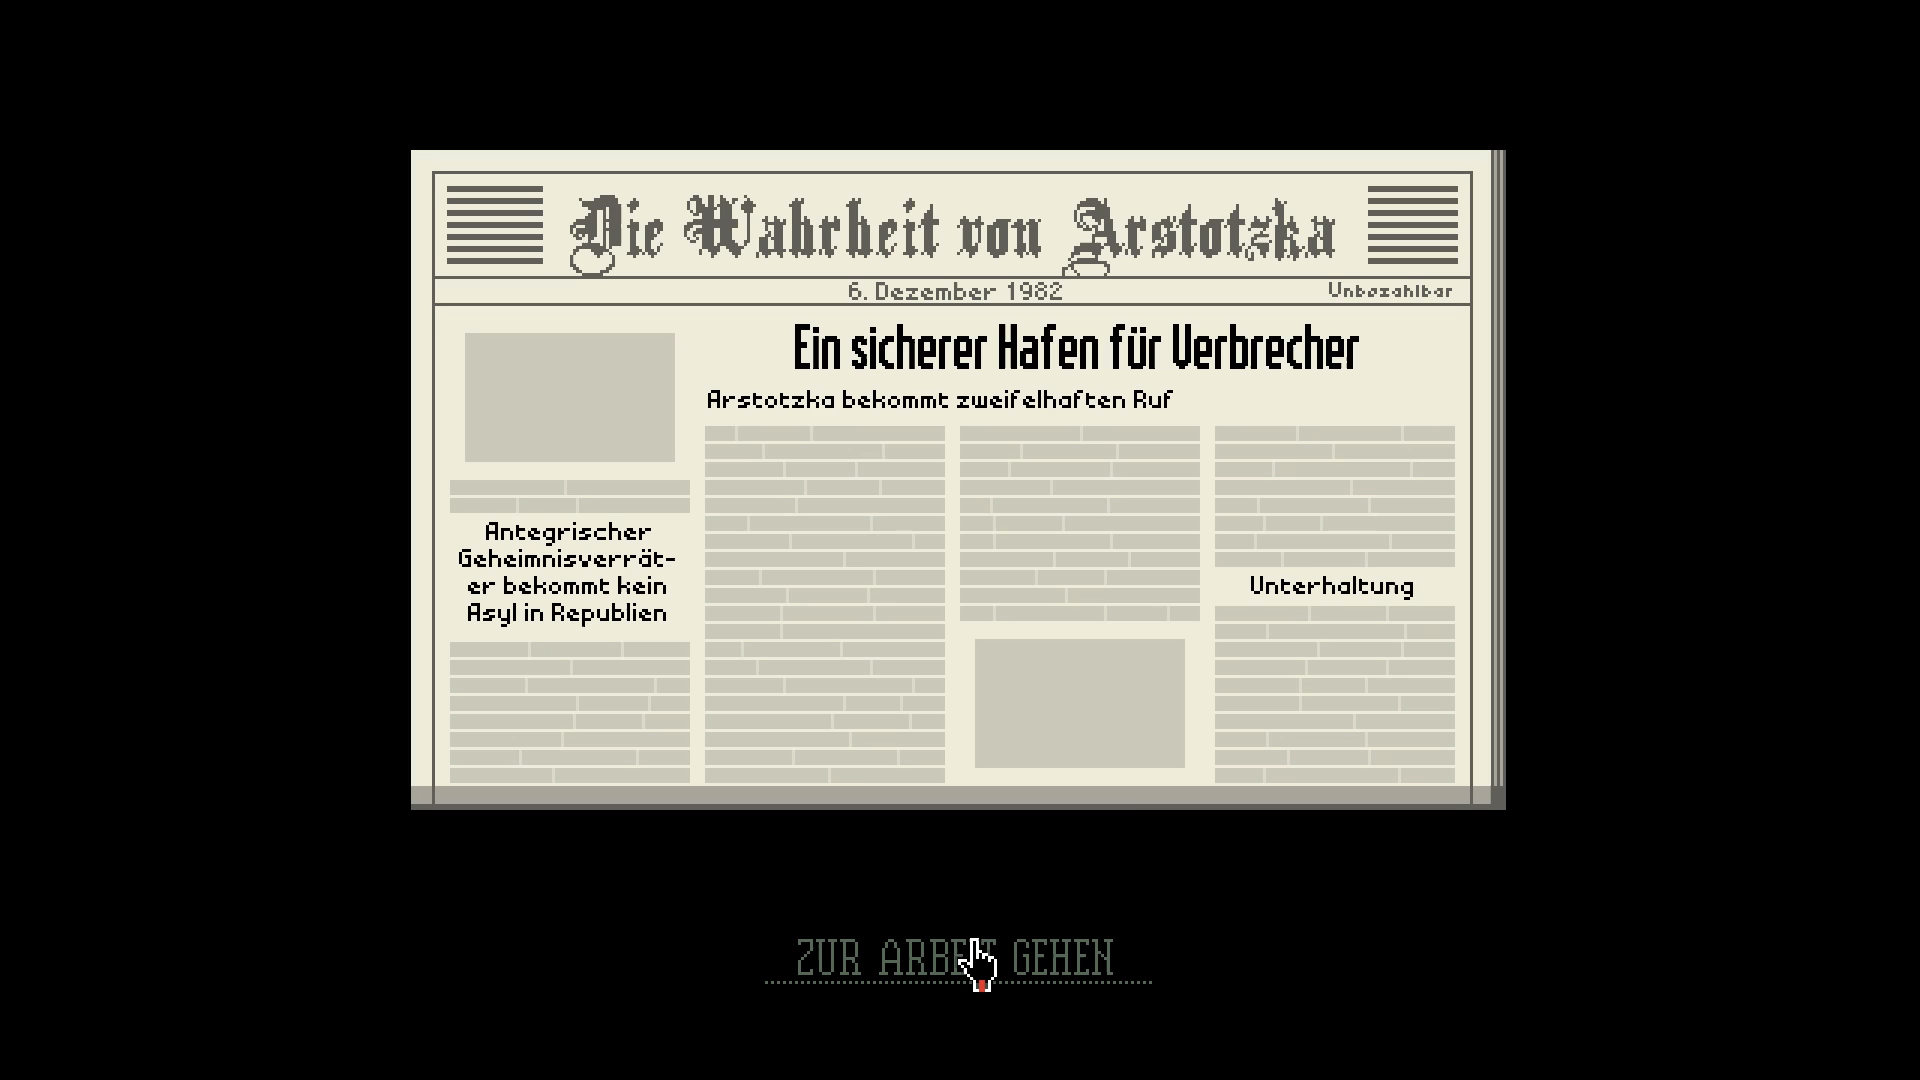 Die Wahrheit von Arstotzka
6. Dezember 1982
Unbezahlbar
Ein sicherer Hafen für Verbrecher
Arstotzka bekommt zweifelhaften Ruf
Antegrischer
Geheimnisverrät-
er bekommt kein
Asyl in Republien
Unterhaltung
ZUR ARBEIT GEHEN